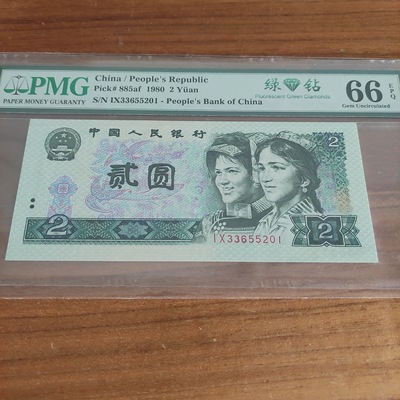 PMG
PAPER MONEY GUARANTY
China / People's Republic
Pick# 885af 1980 2 Yüan
S/N IX33655201 - People's Bank of China
绿 钻
Fluorescent Green Diamonds
66 EPQ
Gem Uncirculated
中国人民银行
贰圆
2
2
2
IX33655201